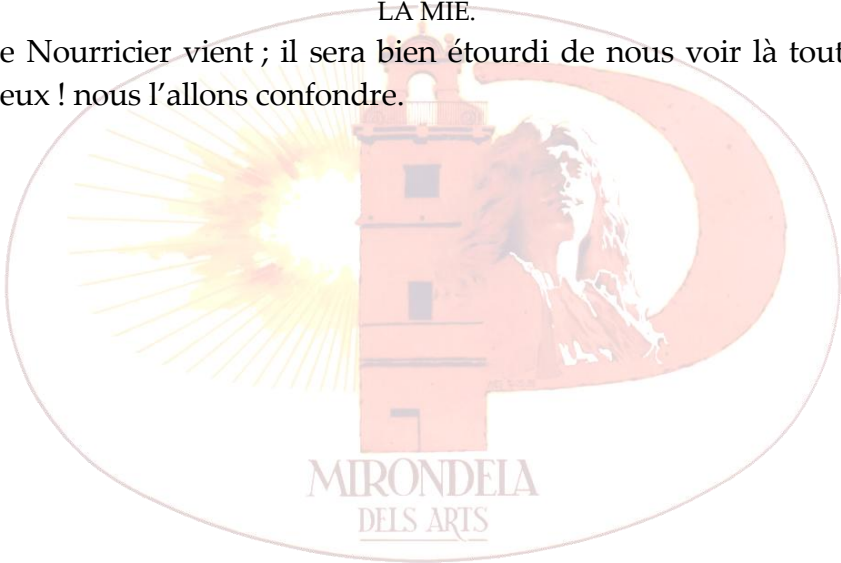 LA MIE.
e Nourricier vient ; il sera bien étourdi de nous voir là tout
eux ! nous l’allons confondre.
MIRONDELA
DELS ARTS